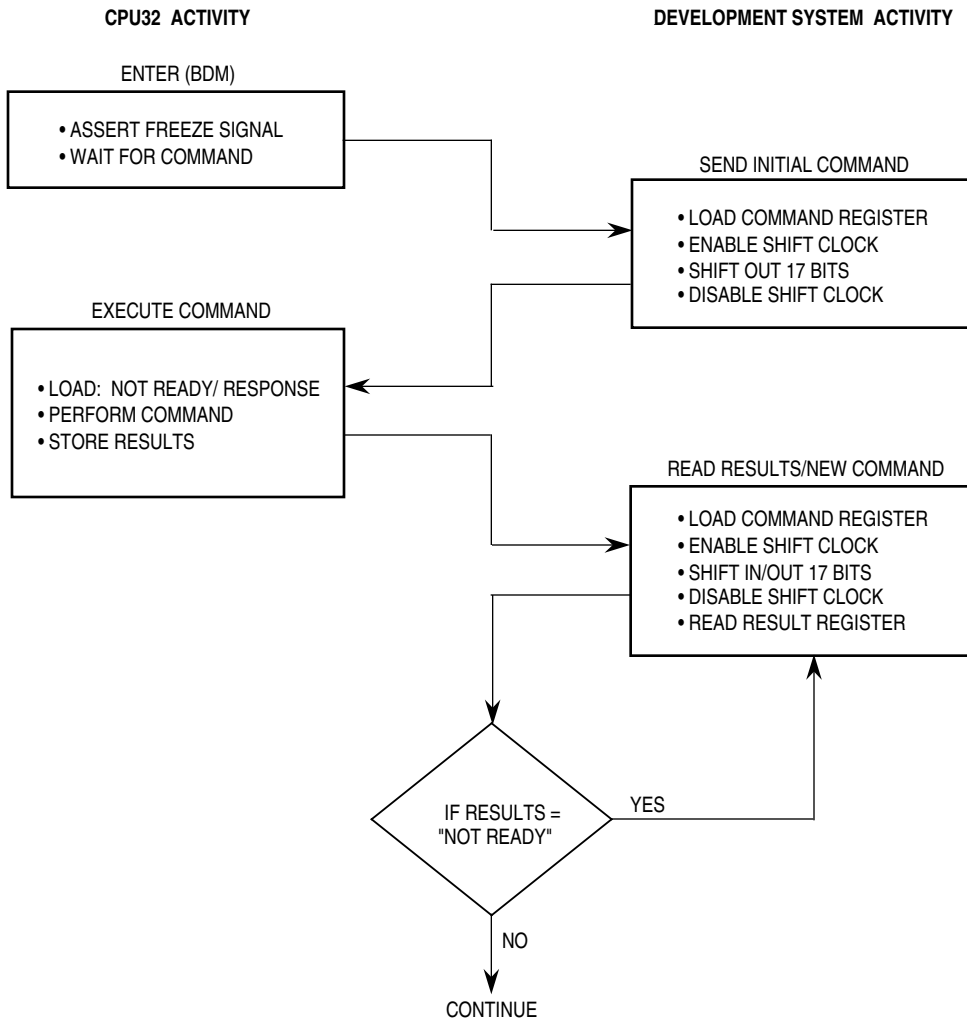 CPU32 ACTIVITY
DEVELOPMENT SYSTEM ACTIVITY
ENTER (BDM)
• ASSERT FREEZE SIGNAL
• WAIT FOR COMMAND
SEND INITIAL COMMAND
• LOAD COMMAND REGISTER
• ENABLE SHIFT CLOCK
• SHIFT OUT 17 BITS
• DISABLE SHIFT CLOCK
EXECUTE COMMAND
• LOAD: NOT READY/ RESPONSE
• PERFORM COMMAND
• STORE RESULTS
READ RESULTS/NEW COMMAND
• LOAD COMMAND REGISTER
• ENABLE SHIFT CLOCK
• SHIFT IN/OUT 17 BITS
• DISABLE SHIFT CLOCK
• READ RESULT REGISTER
IF RESULTS =
"NOT READY"
YES
NO
CONTINUE